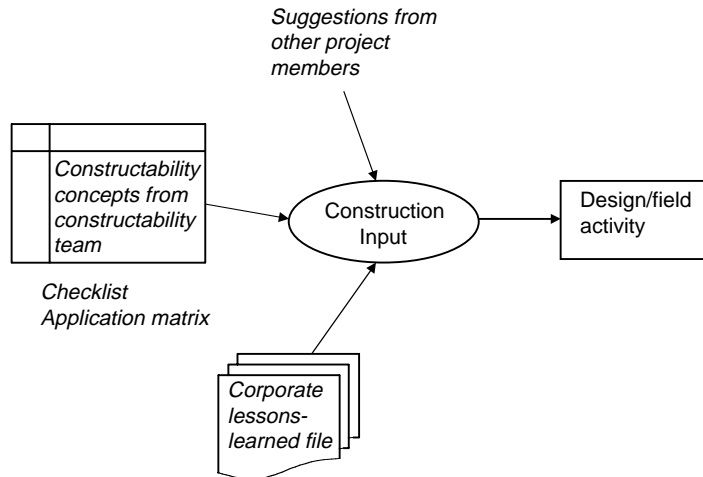 Suggestions from
other project
members
Constructability
concepts from
constructability
team
Construction
Input
Design/field
activity
Checklist
Application matrix
Corporate
lessons-
learned file